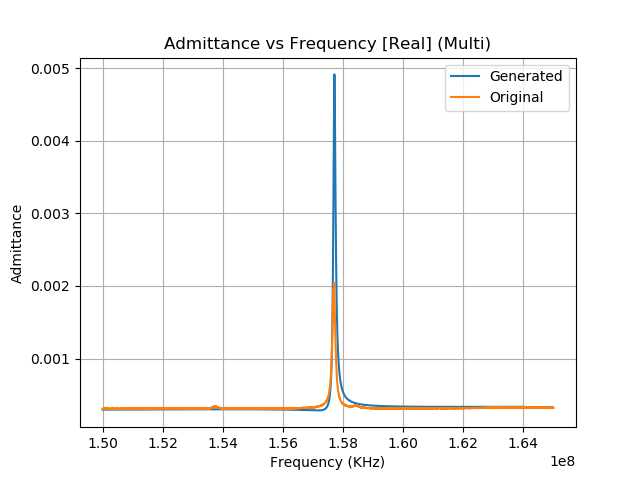 Admittance vs Frequency [Real] (Multi)
Generated
Original
0.005
0.004
0.003
0.002
0.001
Admittance
1.50 1.52 1.54 1.56 1.58 1.60 1.62 1.64
Frequency (KHz)
1e8